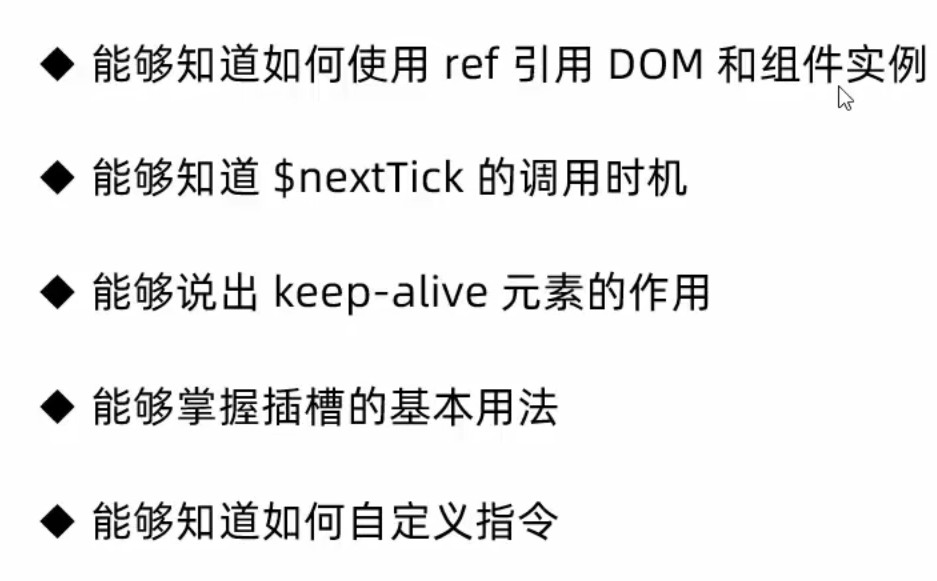 ◆ 能够知道如何使用 ref 引用 DOM 和组件实例
◆ 能够知道 $nextTick 的调用时机
◆ 能够说出 keep-alive 元素的作用
◆ 能够掌握插槽的基本用法
◆ 能够知道如何自定义指令